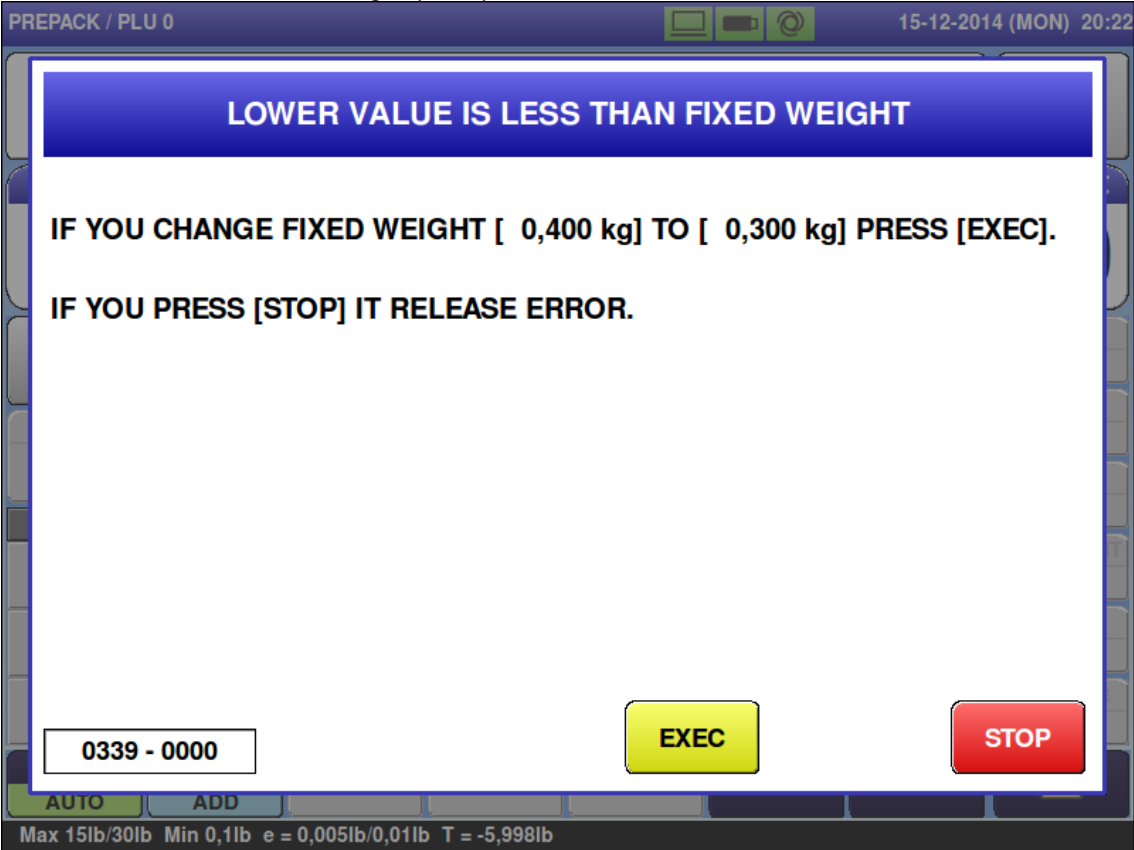 PREPACK / PLU 0
15-12-2014 (MON) 20:22
LOWER VALUE IS LESS THAN FIXED WEIGHT
IF YOU CHANGE FIXED WEIGHT [ 0,400 kg] TO [ 0,300 kg] PRESS [EXEC].
IF YOU PRESS [STOP] IT RELEASE ERROR.
0339 - 0000
EXEC
STOP
AUTO
ADD
Max 15lb/30lb Min 0,1lb e = 0,005lb/0,01lb T = -5,998lb